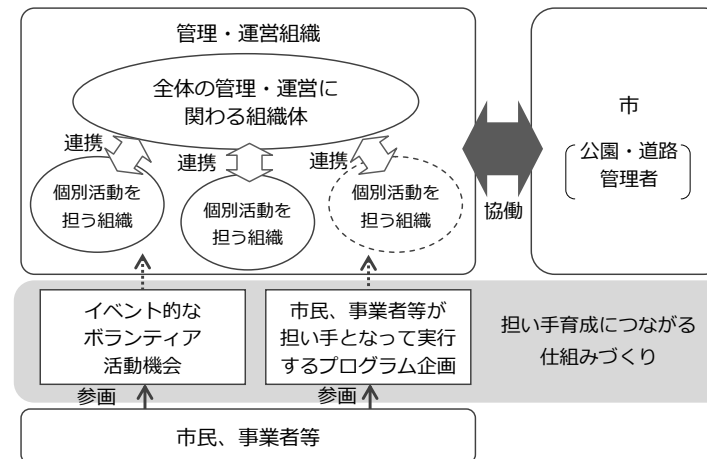 管理・運営組織
全体の管理・運営に
関わる組織体
連携
連携
連携
個別活動を
担う組織
個別活動を
担う組織
個別活動を
担う組織
協働
市
公園・道路
管理者
イベント的な
ボランティア
活動機会
市民、事業者等が
担い手となって実行
するプログラム企画
担い手育成につながる
仕組みづくり
参画
参画
市民、事業者等